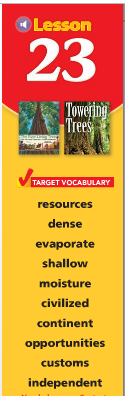 Lesson
23
Towering
Trees
TARGET VOCABULARY
resources
dense
evaporate
shallow
moisture
civilized
continent
opportunities
customs
independent